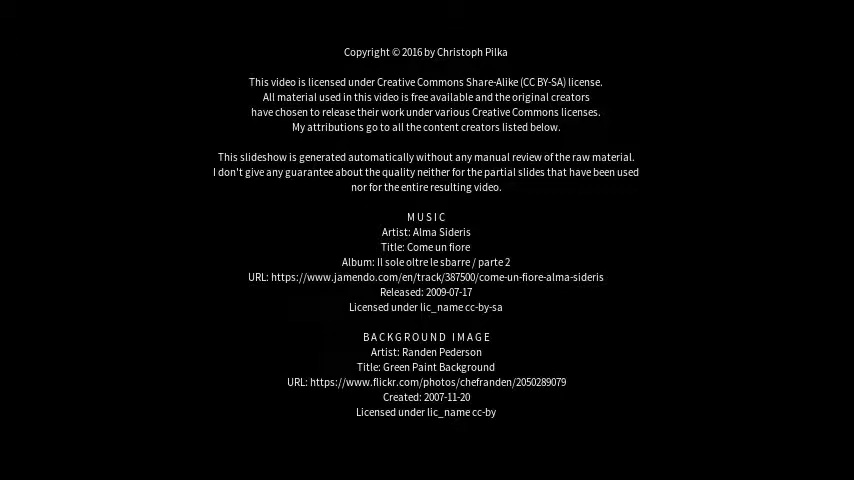 Copyright © 2016 by Christoph Pilka
This video is licensed under Creative Commons Share-Alike (CC BY-SA) license.
All material used in this video is free available and the original creators
have chosen to release their work under various Creative Commons licenses.
My attributions go to all the content creators listed below.
This slideshow is generated automatically without any manual review of the raw material.
I don't give any guarantee about the quality neither for the partial slides that have been used
nor for the entire resulting video.
M U S I C
Artist: Alma Sideris
Title: Come un fiore
Album: Il sole oltre le sbarre / parte 2
URL: https://www.jamendo.com/en/track/387500/come-un-fiore-alma-sideris
Released: 2009-07-17
Licensed under lic_name cc-by-sa
B A C K G R O U N D   I M A G E
Artist: Randen Pederson
Title: Green Paint Background
URL: https://www.flickr.com/photos/chefranden/2050289079
Created: 2007-11-20
Licensed under lic_name cc-by